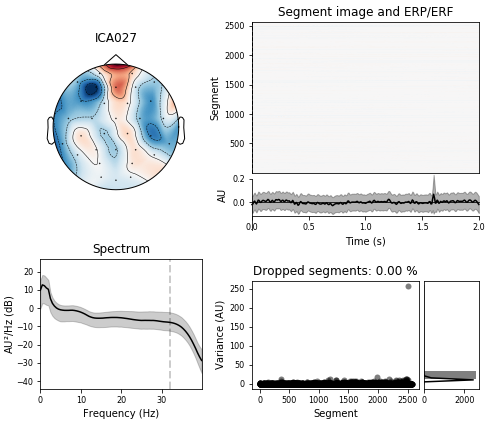 ICA027
Segment image and ERP/ERF
2500
2000
1500
1000
500
Segment
0.2
0.0
AU
0.0 0.5 1.0 1.5 2.0
Time (s)
Spectrum
20
10
0
−10
−20
−30
−40
AU²/Hz (dB)
0 10 20 30
Frequency (Hz)
Dropped segments: 0.00 %
250
200
150
100
50
0
Variance (AU)
0 500 1000 1500 2000 2500
Segment
0 2000